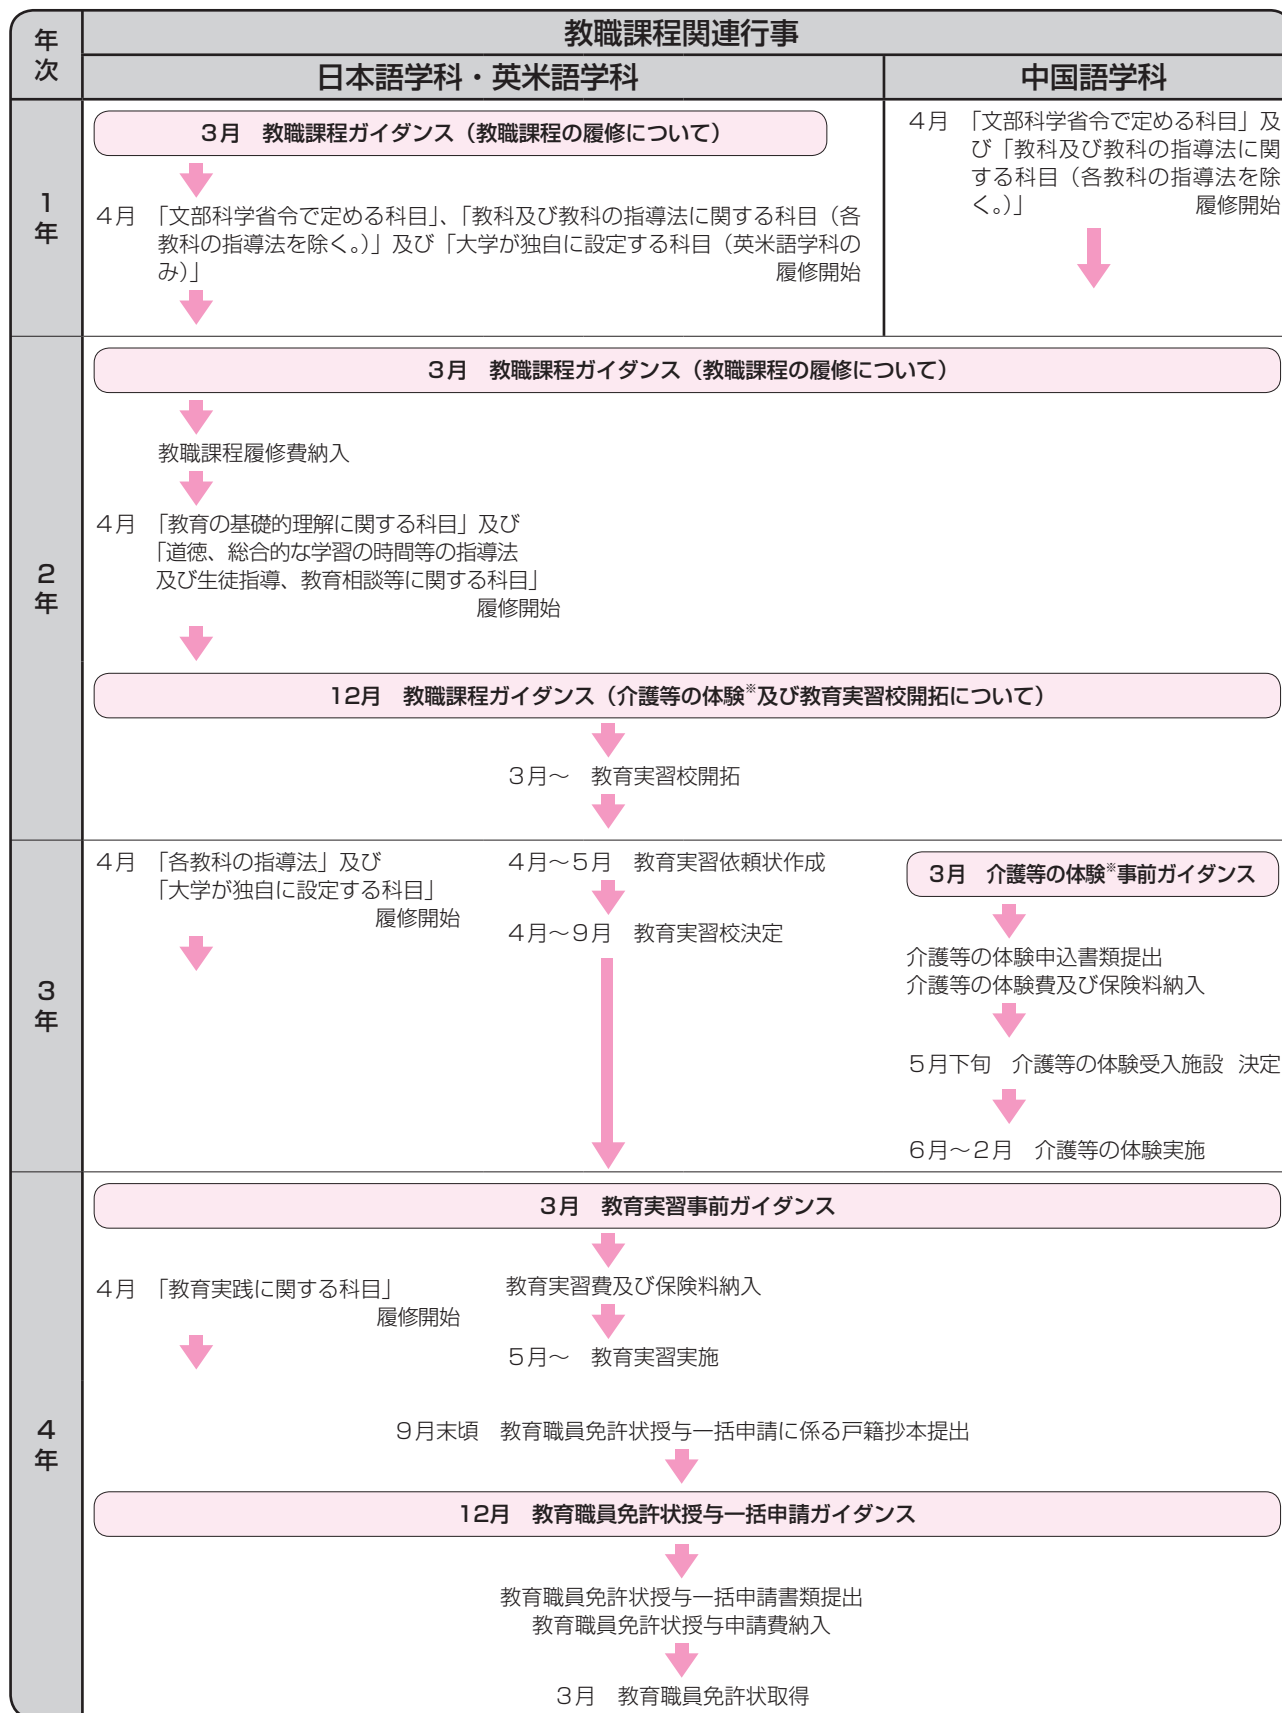 年次
教職課程関連行事
日本語学科・英米語学科
中国語学科
1年
3月　教職課程ガイダンス（教職課程の履修について）
4月　「文部科学省令で定める科目」、「教科及び教科の指導法に関する科目（各
教科の指導法を除く。）」及び「大学が独自に設定する科目（英米語学科の
み）」　履修開始
4月　「文部科学省令で定める科目」及
び「教科及び教科の指導法に関
する科目（各教科の指導法を除
く。）」　履修開始
2年
3月　教職課程ガイダンス（教職課程の履修について）
教職課程履修費納入
4月　「教育の基礎的理解に関する科目」及び
「道徳、総合的な学習の時間等の指導法
及び生徒指導、教育相談等に関する科目」
履修開始
12月　教職課程ガイダンス（介護等の体験※及び教育実習校開拓について）
3月～　教育実習校開拓
3年
4月　「各教科の指導法」及び
「大学が独自に設定する科目」
履修開始
4月～5月　教育実習依頼状作成
4月～9月　教育実習校決定
3月　介護等の体験※事前ガイダンス
介護等の体験申込書類提出
介護等の体験費及び保険料納入
5月下旬　介護等の体験受入施設 決定
6月～2月　介護等の体験実施
4年
3月　教育実習事前ガイダンス
4月　「教育実践に関する科目」
履修開始
教育実習費及び保険料納入
5月～　教育実習実施
9月末頃　教育職員免許状授与一括申請に係る戸籍抄本提出
12月　教育職員免許状授与一括申請ガイダンス
教育職員免許状授与一括申請書類提出
教育職員免許状授与申請費納入
3月　教育職員免許状取得